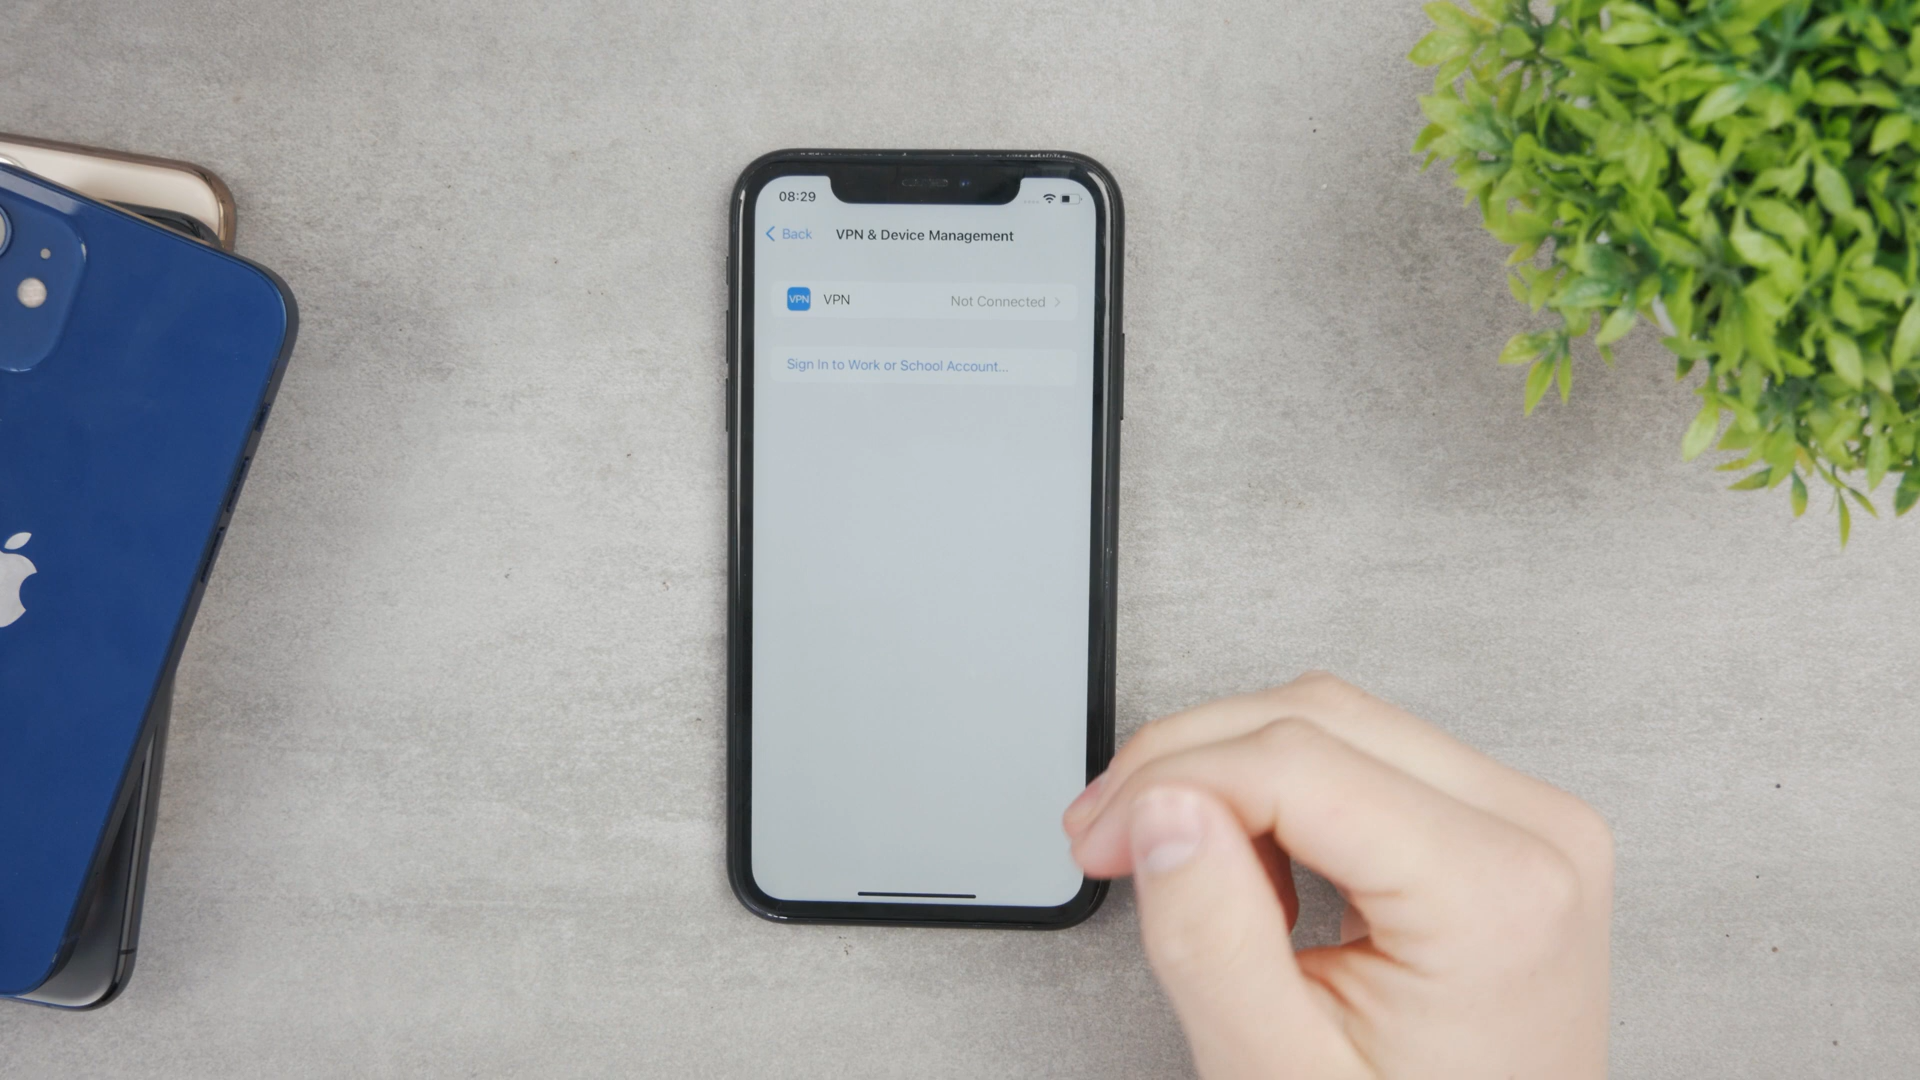 08:29
Back
VPN & Device Management
VPN
VPN
Not Connected
Sign In to Work or School Account...